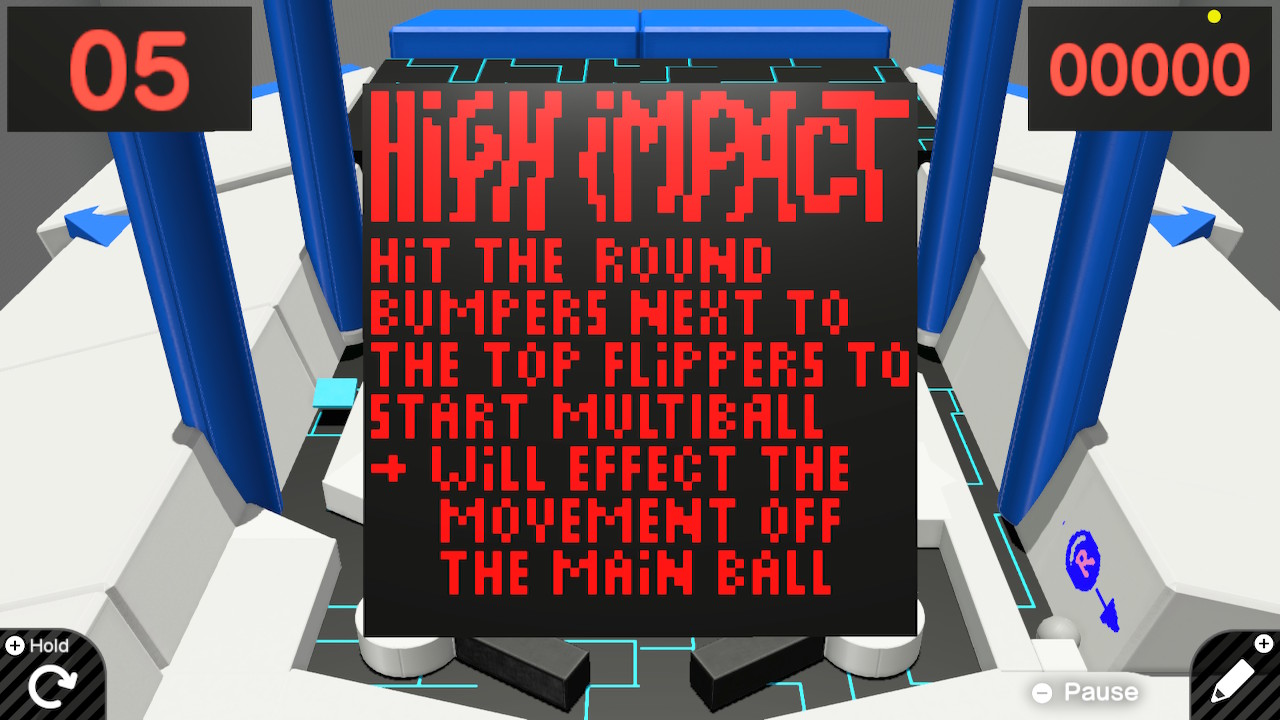 05
00000
HiGH iMPACT
HiT THE ROUND
BUMPERS NEXT TO
THE TOP FLiPPERS TO
START MULTIBALL
→ WiLL EFFECT THE
MOVEMENT OFF
THE MAiN BALL
R
+ Hold
− Pause
+